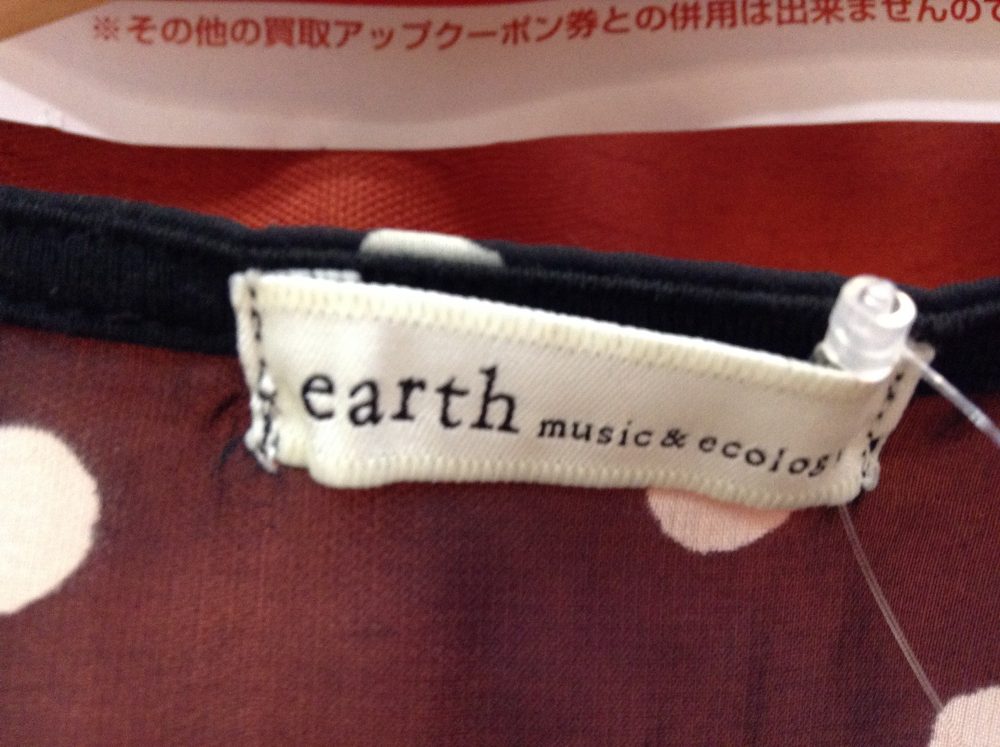 ※その他の買取アップクーポン券との併用は出来ませんので
earth music & ecolog